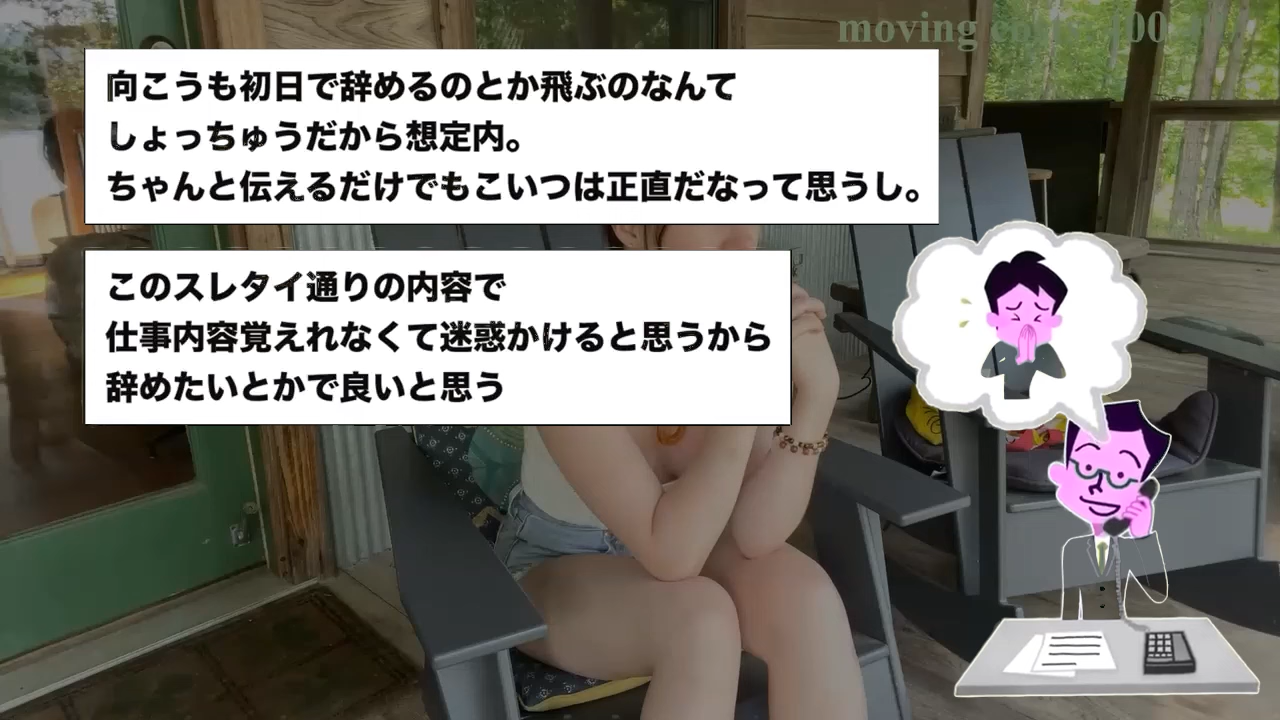 moving
向こうも初日で辞めるのとか飛ぶのなんて
しょっちゅうだから想定内。
ちゃんと伝えるだけでもこいつは正直だなって思うし。
このスレタイ通りの内容で
仕事内容覚えれなくて迷惑かけると思うから
辞めたいとかで良いと思う